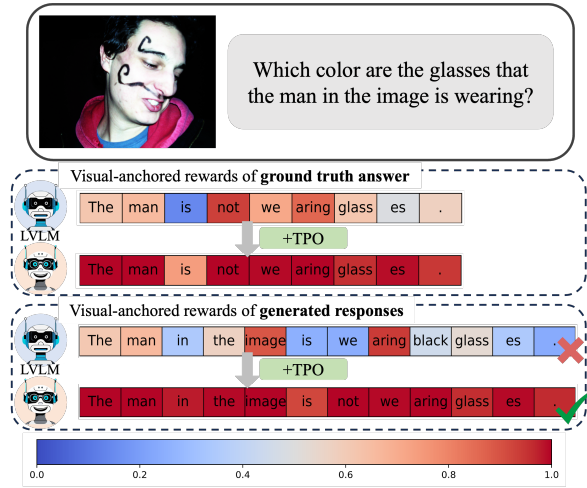 Which color are the glasses that
the man in the image is wearing?
Visual-anchored rewards of ground truth answer
The man is not we aring glass es .
LVLM
+TPO
The man is not we aring glass es .
Visual-anchored rewards of generated responses
The man in the image is we aring black glass es .
LVLM
+TPO
The man in the image is not we aring glass es .
0.0 0.2 0.4 0.6 0.8 1.0